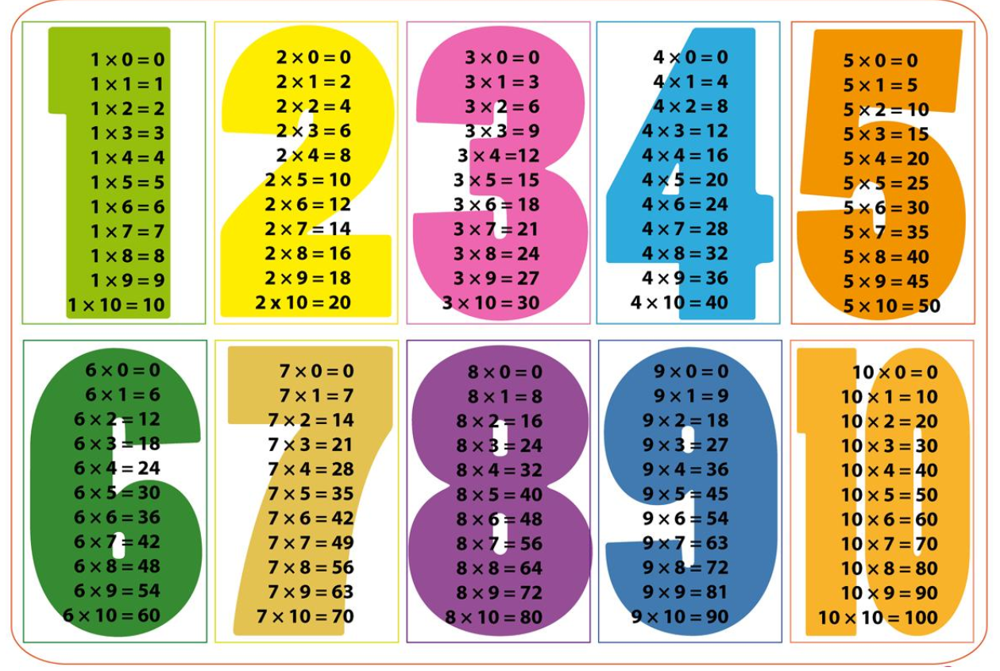 1 × 0 = 0
1 × 1 = 1
1 × 2 = 2
1 × 3 = 3
1 × 4 = 4
1 × 5 = 5
1 × 6 = 6
1 × 7 = 7
1 × 8 = 8
1 × 9 = 9
1 × 10 = 10
2 × 0 = 0
2 × 1 = 2
2 × 2 = 4
2 × 3 = 6
2 × 4 = 8
2 × 5 = 10
2 × 6 = 12
2 × 7 = 14
2 × 8 = 16
2 × 9 = 18
2 x 10 = 20
3 × 0 = 0
3 × 1 = 3
3 × 2 = 6
3 × 3 = 9
3 × 4 =12
3 × 5 = 15
3 × 6 = 18
3 × 7 = 21
3 × 8 = 24
3 × 9 = 27
3 × 10 = 30
4 × 0 = 0
4 × 1 = 4
4 × 2 = 8
4 × 3 = 12
4 × 4 = 16
4 × 5 = 20
4 × 6 = 24
4 × 7 = 28
4 × 8 = 32
4 × 9 = 36
4 × 10 = 40
5 × 0 = 0
5 × 1 = 5
5 × 2 = 10
5 × 3 = 15
5 × 4 = 20
5 × 5 = 25
5 × 6 = 30
5 × 7 = 35
5 × 8 = 40
5 × 9 = 45
5 × 10 = 50
6 × 0 = 0
6 × 1 = 6
6 × 2 = 12
6 × 3 = 18
6 × 4 = 24
6 × 5 = 30
6 × 6 = 36
6 × 7 = 42
6 × 8 = 48
6 × 9 = 54
6 × 10 = 60
7 × 0 = 0
7 × 1 = 7
7 × 2 = 14
7 × 3 = 21
7 × 4 = 28
7 × 5 = 35
7 × 6 = 42
7 × 7 = 49
7 × 8 = 56
7 × 9 = 63
7 × 10 = 70
8 × 0 = 0
8 × 1 = 8
8 × 2 = 16
8 × 3 = 24
8 × 4 = 32
8 × 5 = 40
8 × 6 = 48
8 × 7 = 56
8 × 8 = 64
8 × 9 = 72
8 × 10 = 80
9 × 0 = 0
9 × 1 = 9
9 × 2 = 18
9 × 3 = 27
9 × 4 = 36
9 × 5 = 45
9 × 6 = 54
9 × 7 = 63
9 × 8 = 72
9 × 9 = 81
9 × 10 = 90
10 × 0 = 0
10 × 1 = 10
10 × 2 = 20
10 × 3 = 30
10 × 4 = 40
10 × 5 = 50
10 × 6 = 60
10 × 7 = 70
10 × 8 = 80
10 × 9 = 90
10 × 10 = 100